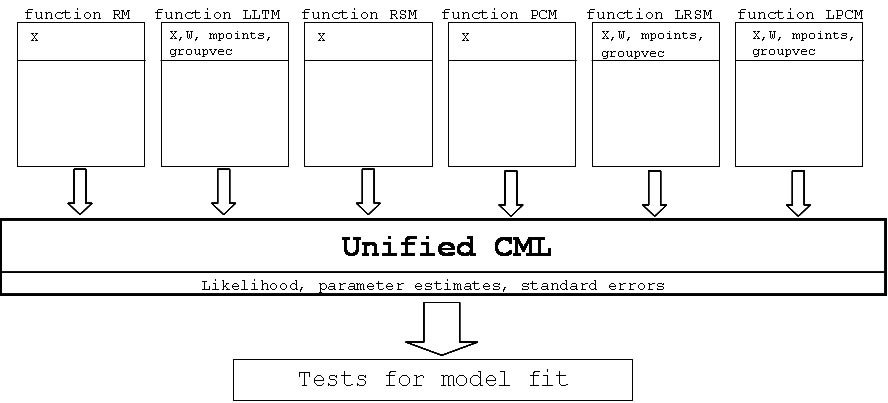 function RM function LLTM function RSM function PCM function LRSM function LPCM
X X,W, mpoints, X X X,W, mpoints, X,W, mpoints,
groupvec groupvec groupvec
Unified CML
Likelihood, parameter estimates, standard errors
Tests for model fit